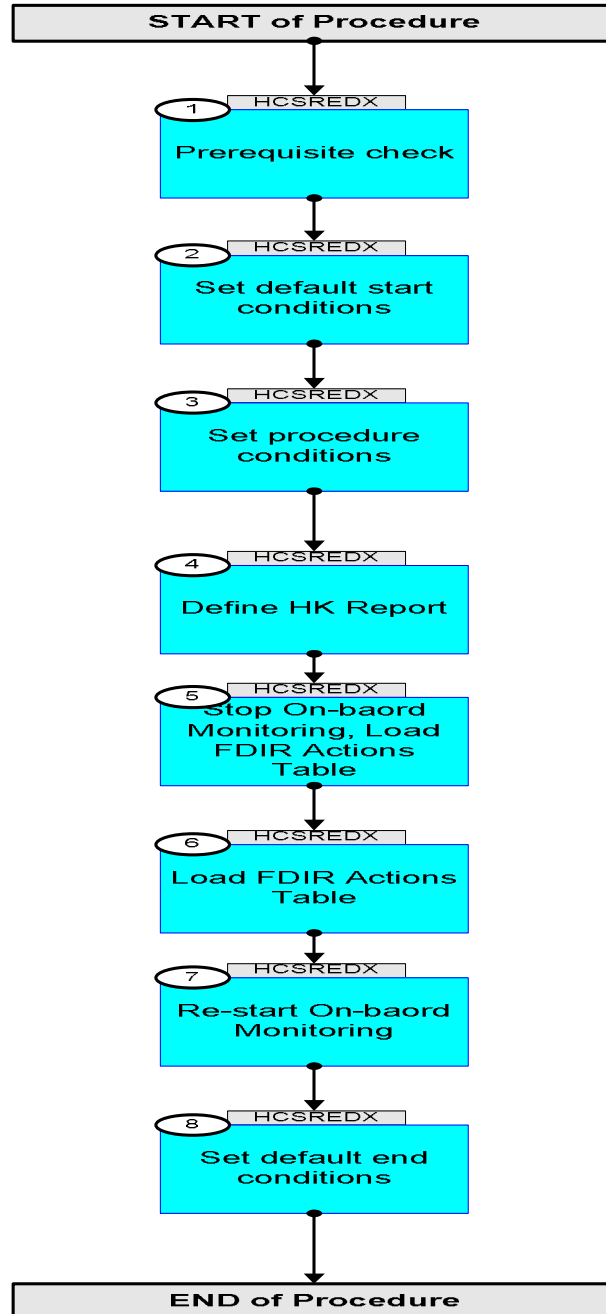 START of Procedure
HCSREDX
1
Prerequisite check
HCSREDX
2
Set default start
conditions
HCSREDX
3
Set procedure
conditions
HCSREDX
4
Define HK Report
HCSREDX
5
Stop On-baord
Monitoring, Load
FDIR Actions
Table
HCSREDX
6
Load FDIR Actions
Table
HCSREDX
7
Re-start On-baord
Monitoring
HCSREDX
8
Set default end
conditions
END of Procedure